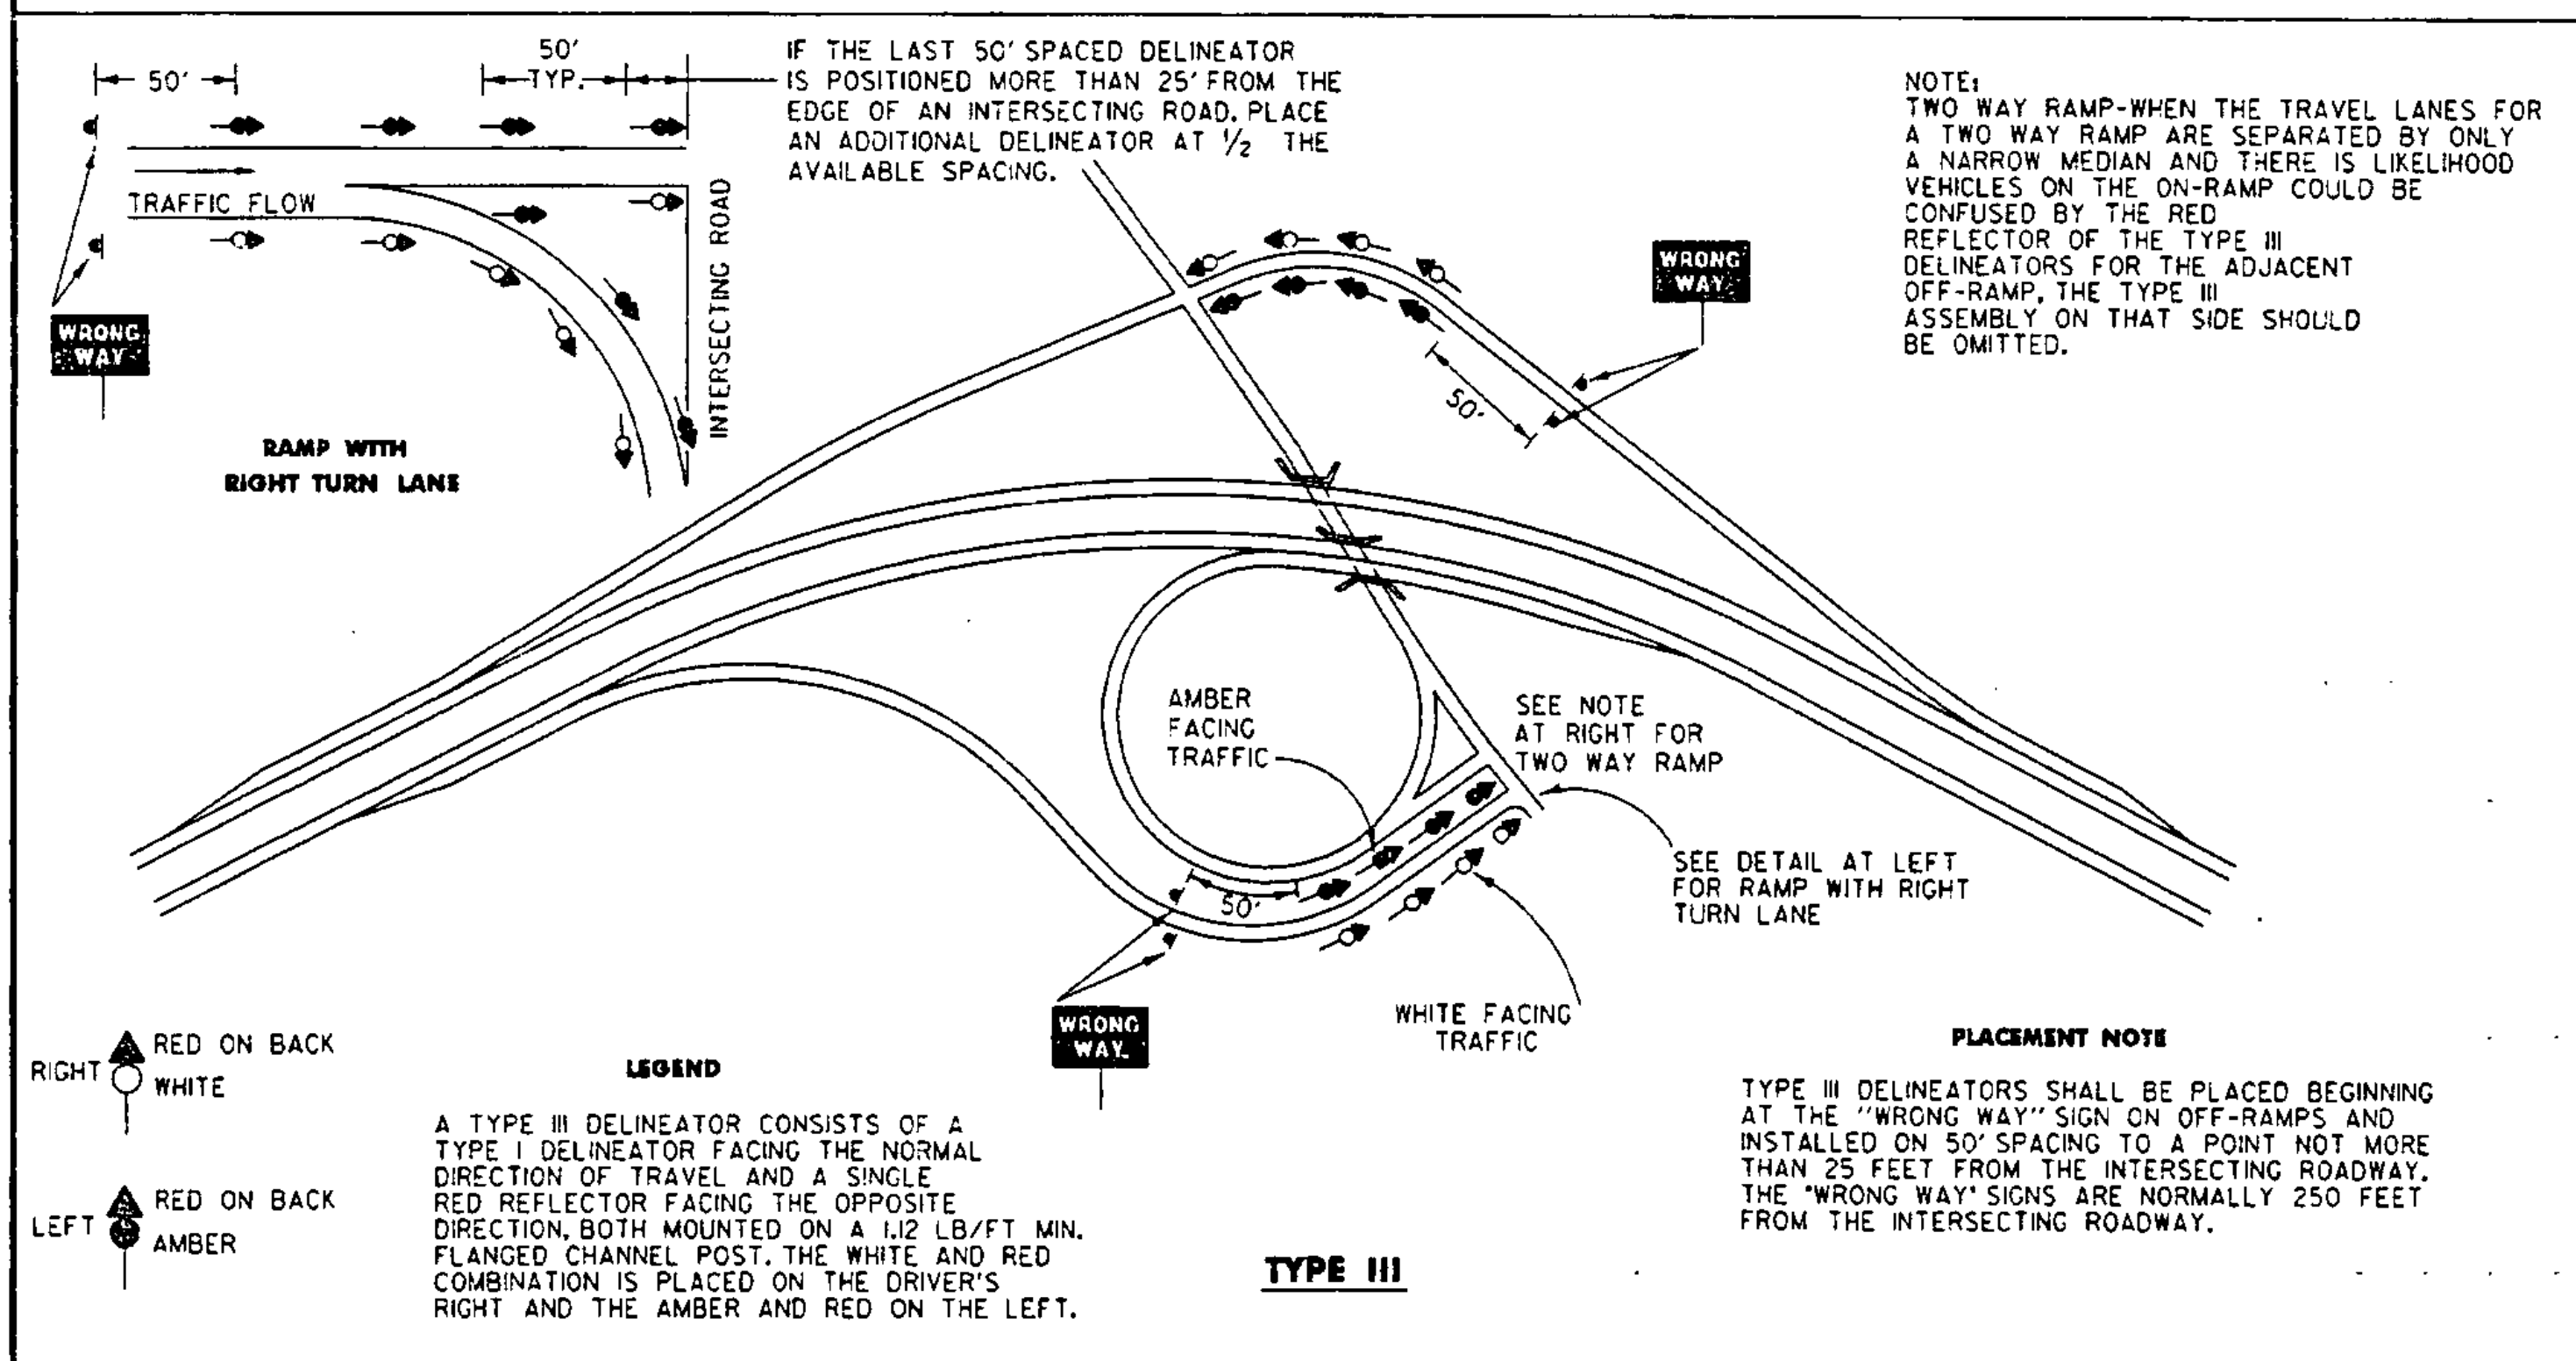 50'
50'
TYP.
IF THE LAST 50' SPACED DELINEATOR
IS POSITIONED MORE THAN 25' FROM THE
EDGE OF AN INTERSECTING ROAD. PLACE
AN ADDITIONAL DELINEATOR AT 1/2 THE
AVAILABLE SPACING.
NOTE:
TWO WAY RAMP-WHEN THE TRAVEL LANES FOR
A TWO WAY RAMP ARE SEPARATED BY ONLY
A NARROW MEDIAN AND THERE IS LIKELIHOOD
VEHICLES ON THE ON-RAMP COULD BE
CONFUSED BY THE RED
REFLECTOR OF THE TYPE III
DELINEATORS FOR THE ADJACENT
OFF-RAMP, THE TYPE III
ASSEMBLY ON THAT SIDE SHOULD
BE OMITTED.
TRAFFIC FLOW
INTERSECTING ROAD
WRONG
WAY
RAMP WITH
RIGHT TURN LANE
WRONG
WAY
50'
AMBER
FACING
TRAFFIC
SEE NOTE
AT RIGHT FOR
TWO WAY RAMP
SEE DETAIL AT LEFT
FOR RAMP WITH RIGHT
TURN LANE
50'
WRONG
WAY
WHITE FACING
TRAFFIC
RIGHT
RED ON BACK
WHITE
LEFT
RED ON BACK
AMBER
LEGEND
A TYPE III DELINEATOR CONSISTS OF A
TYPE I DELINEATOR FACING THE NORMAL
DIRECTION OF TRAVEL AND A SINGLE
RED REFLECTOR FACING THE OPPOSITE
DIRECTION, BOTH MOUNTED ON A 1.12 LB/FT MIN.
FLANGED CHANNEL POST. THE WHITE AND RED
COMBINATION IS PLACED ON THE DRIVER'S
RIGHT AND THE AMBER AND RED ON THE LEFT.
TYPE III
PLACEMENT NOTE
TYPE III DELINEATORS SHALL BE PLACED BEGINNING
AT THE "WRONG WAY" SIGN ON OFF-RAMPS AND
INSTALLED ON 50' SPACING TO A POINT NOT MORE
THAN 25 FEET FROM THE INTERSECTING ROADWAY.
THE "WRONG WAY" SIGNS ARE NORMALLY 250 FEET
FROM THE INTERSECTING ROADWAY.